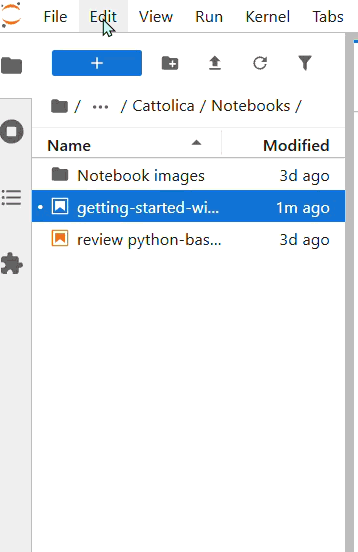 File Edit View Run Kernel Tabs
+
/ ... / Cattolica / Notebooks /
Name Modified
Notebook images 3d ago
getting-started-wi... 1m ago
review python-bas... 3d ago